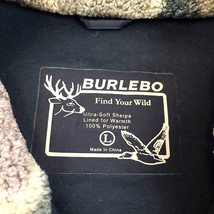 BURLEBO
Find Your Wild
Ultra-Soft Sherpa
Lined for Warmth
100% Polyester
L
Made in China